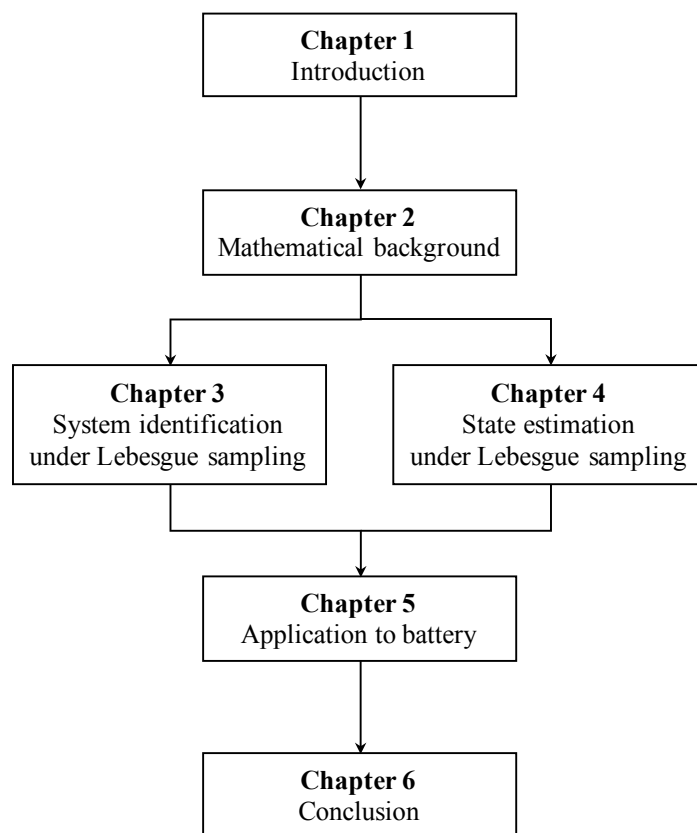 Chapter 1
Introduction
Chapter 2
Mathematical background
Chapter 3
System identification
under Lebesgue sampling
Chapter 4
State estimation
under Lebesgue sampling
Chapter 5
Application to battery
Chapter 6
Conclusion